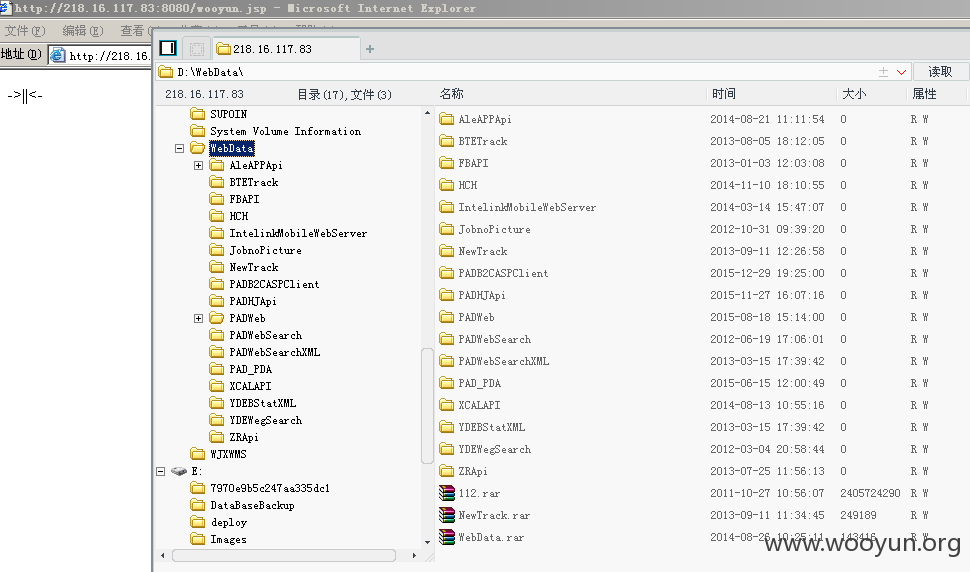 http://218.16.117.83:8080/wooyun.jsp - Microsoft Internet Explorer
文件(F) 编辑(E) 查看
地址(D) http://218.16.
->||<-
218.16.117.83
D:\WebData\ 读取
218.16.117.83 目录(17),文件(3) 名称 时间 大小 属性
SUPOIN
System Volume Information
WebData
AleAPPApi
BTETrack
FBAPI
HCH
IntelinkMobileWebServer
JobnoPicture
NewTrack
PADB2CASPClient
PADHJApi
PADWeb
PADWebSearch
PADWebSearchXML
PAD_PDA
XCALAPI
YDEBStatXML
YDEWegSearch
ZRApi
WJXWMS
E:
7970e9b5c247aa335dc1
DataBaseBackup
deploy
Images
AleAPPApi 2014-08-21 11:11:54 0 R W
BTETrack 2013-08-05 18:12:05 0 R W
FBAPI 2013-01-03 12:03:08 0 R W
HCH 2014-11-10 18:10:55 0 R W
IntelinkMobileWebServer 2014-03-14 15:47:07 0 R W
JobnoPicture 2012-10-31 09:39:20 0 R W
NewTrack 2013-09-11 12:26:58 0 R W
PADB2CASPClient 2015-12-29 19:25:00 0 R W
PADHJApi 2015-11-27 16:07:16 0 R W
PADWeb 2015-08-18 15:14:00 0 R W
PADWebSearch 2012-06-19 17:06:01 0 R W
PADWebSearchXML 2013-03-15 17:39:42 0 R W
PAD_PDA 2015-06-15 12:00:49 0 R W
XCALAPI 2014-08-13 10:55:16 0 R W
YDEBStatXML 2013-03-15 17:39:42 0 R W
YDEWegSearch 2012-03-04 20:58:44 0 R W
ZRApi 2013-07-25 11:56:13 0 R W
112.rar 2011-10-27 10:56:07 2405724290 R W
NewTrack.rar 2013-09-11 11:34:45 249189 R W
WebData.rar 2014-08-26 10:25:11 143416 R W
www.wooyun.org